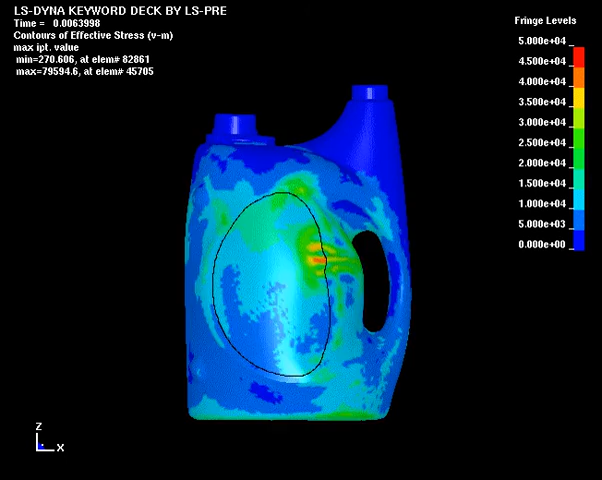 LS-DYNA KEYWORD DECK BY LS-PRE
Time = 0.0063998
Contours of Effective Stress (v-m)
max ipt. value
min=270.606, at elem# 82861
max=79594.6, at elem# 45705
Fringe Levels
5.000e+04
4.500e+04
4.000e+04
3.500e+04
3.000e+04
2.500e+04
2.000e+04
1.500e+04
1.000e+04
5.000e+03
0.000e+00
Z
X